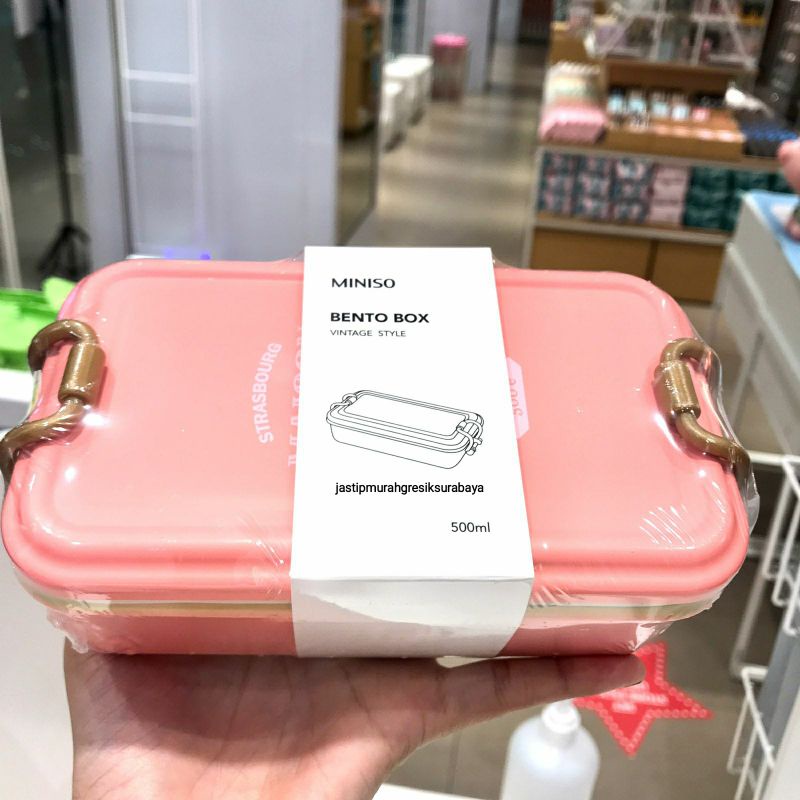 MINISO
BENTO BOX
VINTAGE STYLE
STRASBOURG
jastipmurahgresiksurabaya
500ml